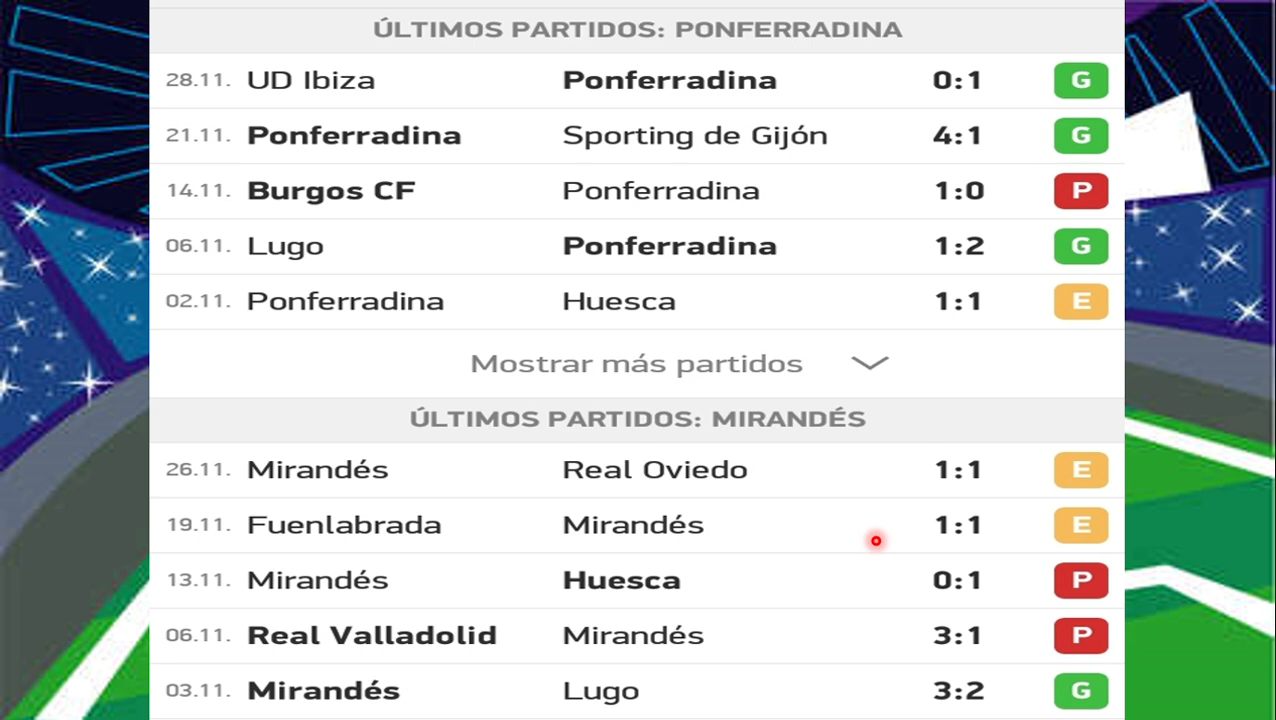 ÚLTIMOS PARTIDOS: PONFERRADINA
28.11. UD Ibiza Ponferradina 0:1 G
21.11. Ponferradina Sporting de Gijón 4:1 G
14.11. Burgos CF Ponferradina 1:0 P
06.11. Lugo Ponferradina 1:2 G
02.11. Ponferradina Huesca 1:1 E
Mostrar más partidos
ÚLTIMOS PARTIDOS: MIRANDÉS
26.11. Mirandés Real Oviedo 1:1 E
19.11. Fuenlabrada Mirandés 1:1 E
13.11. Mirandés Huesca 0:1 P
06.11. Real Valladolid Mirandés 3:1 P
03.11. Mirandés Lugo 3:2 G